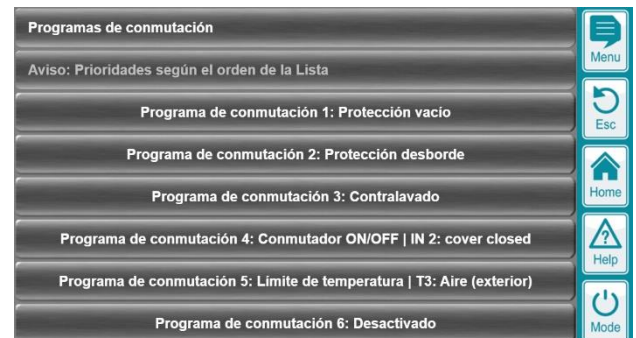 Programas de conmutación
Menu
Aviso: Prioridades según el orden de la Lista
Programa de conmutación 1: Protección vacío
Esc
Programa de conmutación 2: Protección desborde
Programa de conmutación 3: Contralavado
Home
Programa de conmutación 4: Conmutador ON/OFF | IN 2: cover closed
Help
Programa de conmutación 5: Límite de temperatura | T3: Aire (exterior)
Programa de conmutación 6: Desactivado
Mode